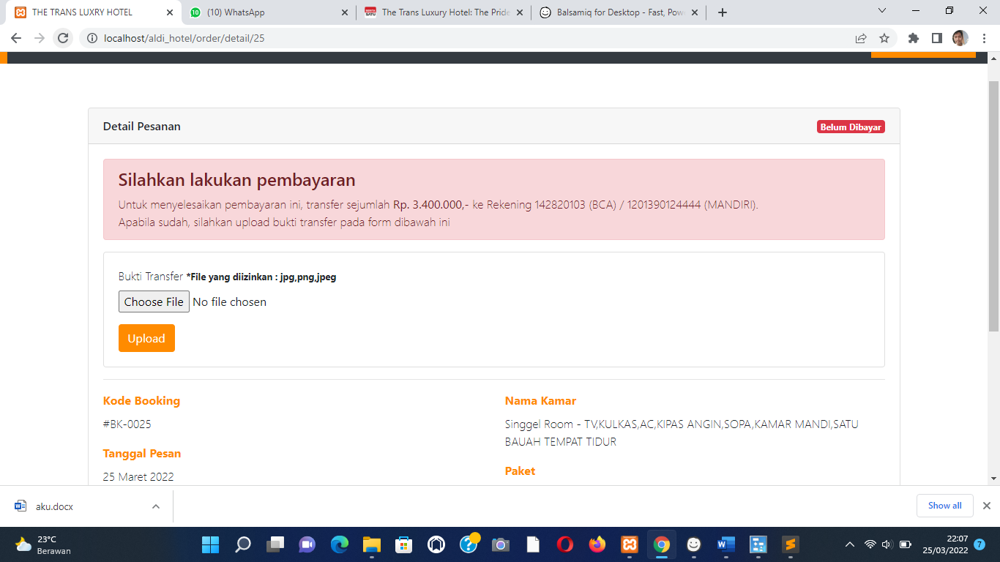 THE TRANS LUXRY HOTEL
(10) WhatsApp
The Trans Luxury Hotel: The Pride
Balsamiq for Desktop - Fast, Pow
localhost/aldi_hotel/order/detail/25
Detail Pesanan
Belum Dibayar
Silahkan lakukan pembayaran
Untuk menyelesaikan pembayaran ini, transfer sejumlah Rp. 3.400.000,- ke Rekening 142820103 (BCA) / 1201390124444 (MANDIRI).
Apabila sudah, silahkan upload bukti transfer pada form dibawah ini
Bukti Transfer *File yang diizinkan : jpg,png,jpeg
Choose File No file chosen
Upload
Kode Booking
#BK-0025
Tanggal Pesan
25 Maret 2022
Nama Kamar
Singgel Room - TV,KULKAS,AC,KIPAS ANGIN,SOPA,KAMAR MANDI,SATU
BAUAH TEMPAT TIDUR
Paket
aku.docx
Show all
23°C
Berawan
22:07
25/03/2022
7